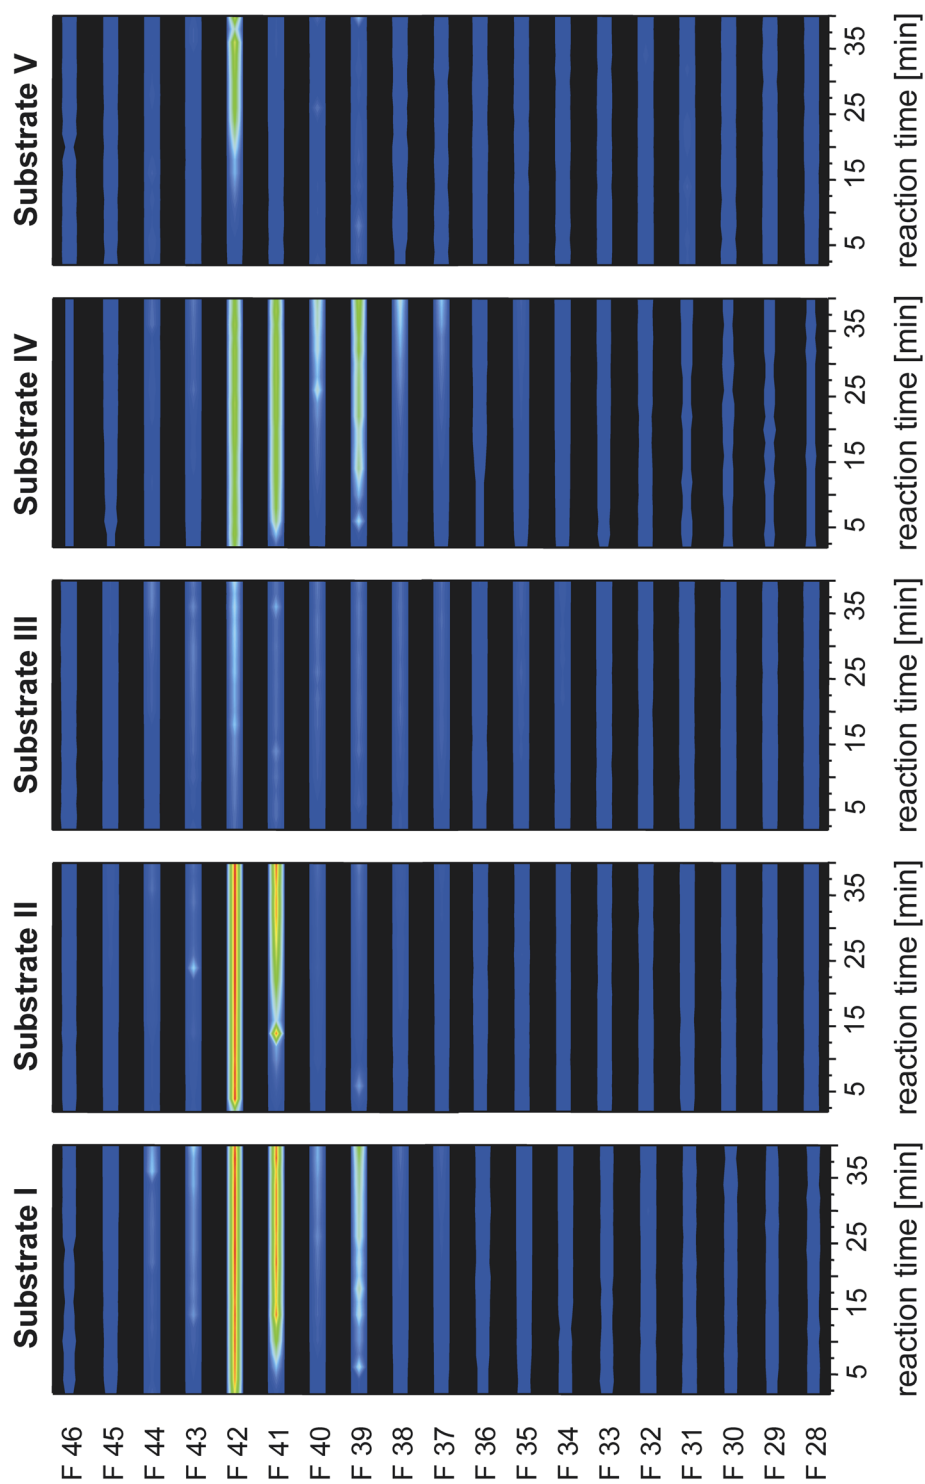 Substrate I
Substrate II
Substrate III
Substrate IV
Substrate V
F 46
F 45
F 44
F 43
F 42
F 41
F 40
F 39
F 38
F 37
F 36
F 35
F 34
F 33
F 32
F 31
F 30
F 29
F 28
5 15 25 35
5 15 25 35
5 15 25 35
5 15 25 35
5 15 25 35
reaction time [min]
reaction time [min]
reaction time [min]
reaction time [min]
reaction time [min]